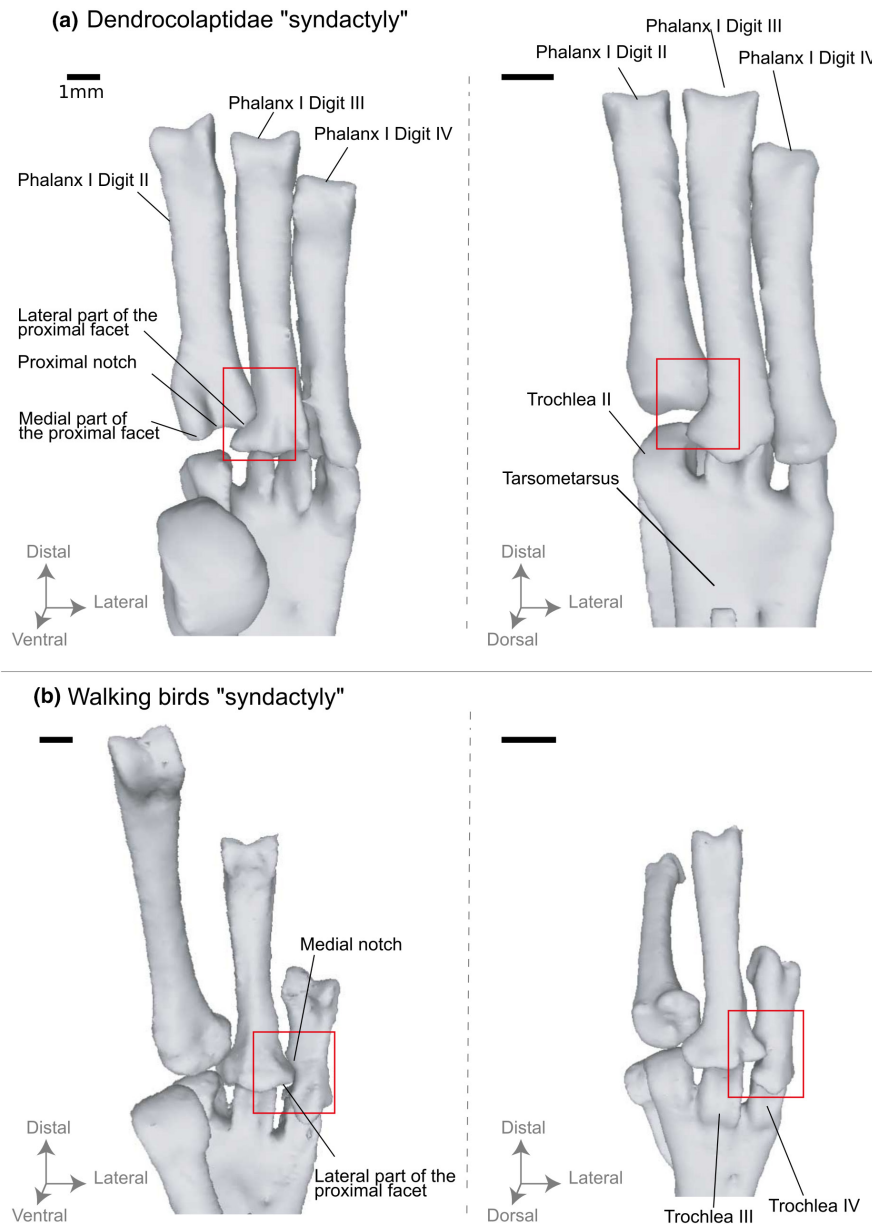 (a) Dendrocolaptidae "syndactyly"
1mm
Phalanx I Digit III
Phalanx I Digit IV
Phalanx I Digit II
Lateral part of the
proximal facet
Proximal notch
Medial part of
the proximal facet
Distal
Lateral
Ventral
Phalanx I Digit III
Phalanx I Digit II
Phalanx I Digit IV
Trochlea II
Tarsometarsus
Distal
Lateral
Dorsal
(b) Walking birds "syndactyly"
Medial notch
Lateral part of the
proximal facet
Distal
Lateral
Ventral
Distal
Lateral
Dorsal
Trochlea III
Trochlea IV